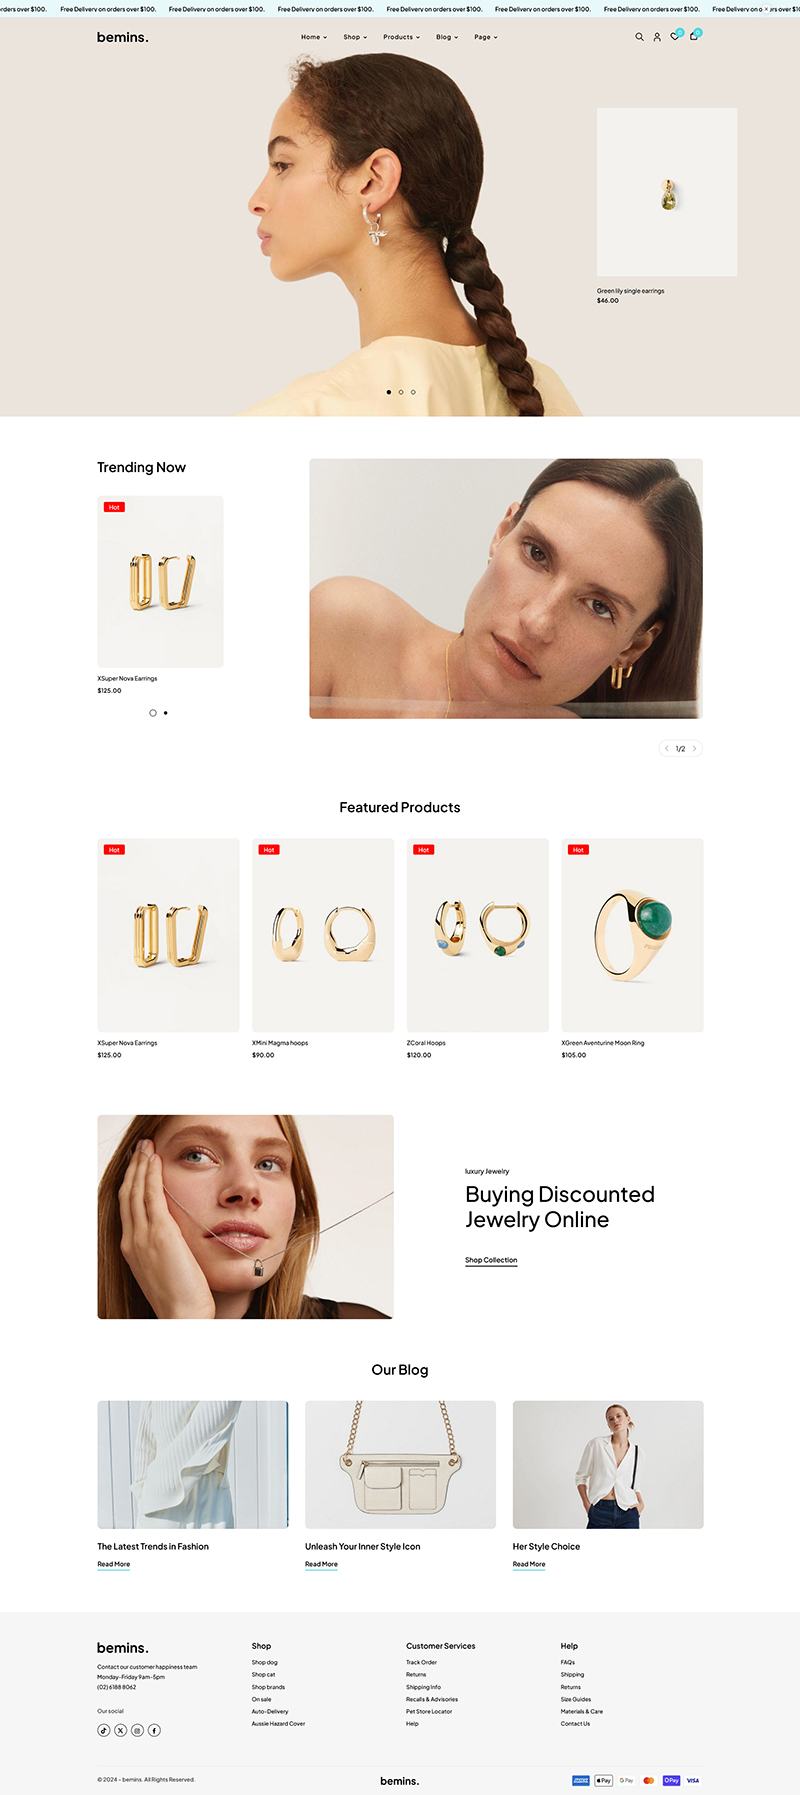 orders over $100. Free Delivery on orders over $100. Free Delivery on orders over $100. Free Delivery on orders over $100. Free Delivery on orders over $100. Free Delivery on orders over $100. Free Delivery on orders over $100. Free Delivery on
bemins.
Home Shop Products Blog Page
0 0
Green lily single earrings
$46.00
Trending Now
Hot
XSuper Nova Earrings
$125.00
1/2
Featured Products
Hot Hot Hot Hot
XSuper Nova Earrings XMini Magma hoops ZCoral Hoops XGreen Aventurine Moon Ring
$125.00 $90.00 $120.00 $105.00
luxury Jewelry
Buying Discounted
Jewelry Online
Shop Collection
Our Blog
The Latest Trends in Fashion Unleash Your Inner Style Icon Her Style Choice
Read More Read More Read More
bemins.
Contact our customer happiness team
Monday-Friday 9am-5pm
(02) 6188 8062
Our social
Shop
Shop dog
Shop cat
Shop brands
On sale
Auto-Delivery
Aussie Hazard Cover
Customer Services
Track Order
Returns
Shipping Info
Recalls & Advisories
Pet Store Locator
Help
Help
FAQs
Shipping
Returns
Size Guides
Materials & Care
Contact Us
© 2024 – bemins. All Rights Reserved.
bemins.
Pay G Pay Pay VISA